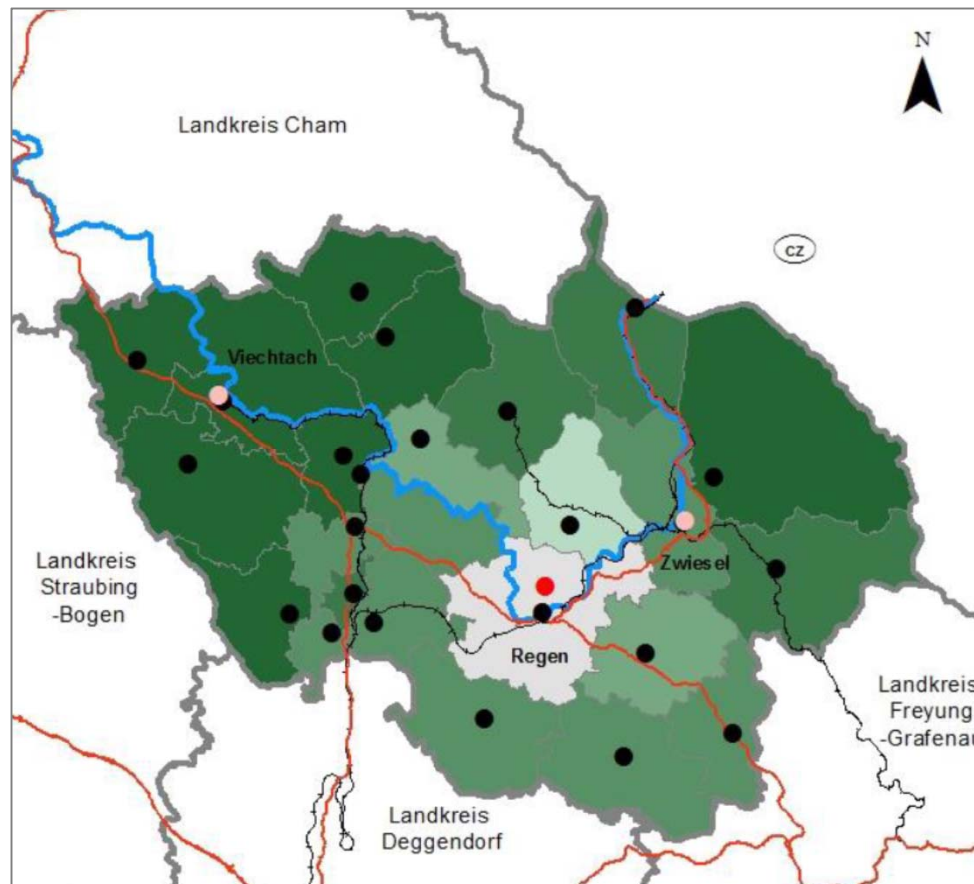 N
Landkreis Cham
cz
Viechtach
Landkreis
Straubing
-Bogen
Zwiesel
Regen
Landkreis
Freyung
-Grafenau
Landkreis
Deggendorf